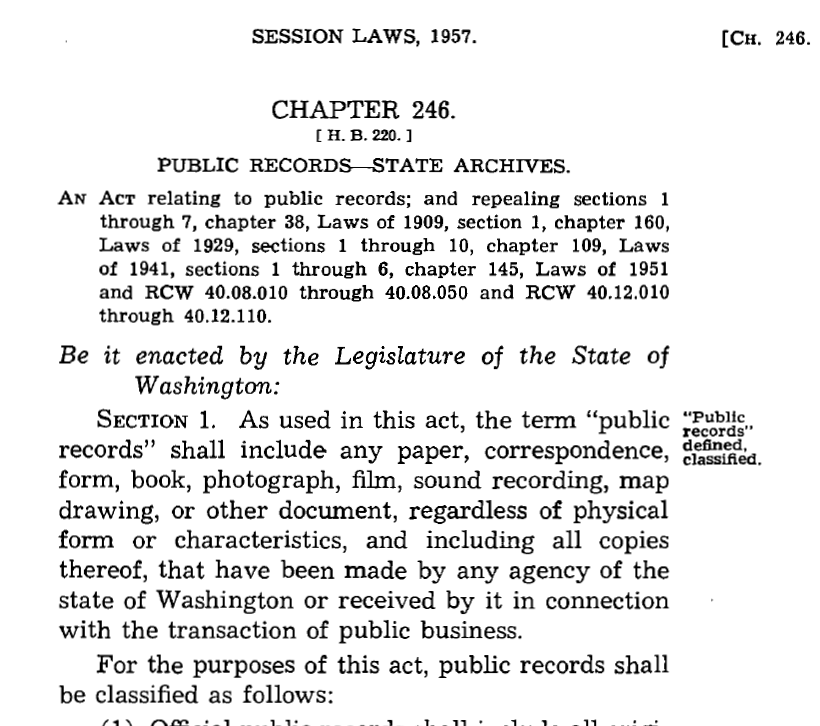 SESSION LAWS, 1957.
[CH. 246.
CHAPTER 246.
[ H. B. 220. ]
PUBLIC RECORDS—STATE ARCHIVES.
AN ACT relating to public records; and repealing sections 1
through 7, chapter 38, Laws of 1909, section 1, chapter 160,
Laws of 1929, sections 1 through 10, chapter 109, Laws
of 1941, sections 1 through 6, chapter 145, Laws of 1951
and RCW 40.08.010 through 40.08.050 and RCW 40.12.010
through 40.12.110.
Be it enacted by the Legislature of the State of
Washington:
SECTION 1. As used in this act, the term “public
records” shall include any paper, correspondence,
form, book, photograph, film, sound recording, map
drawing, or other document, regardless of physical
form or characteristics, and including all copies
thereof, that have been made by any agency of the
state of Washington or received by it in connection
with the transaction of public business.
“Public
records”
defined,
classified.
For the purposes of this act, public records shall
be classified as follows:
(1) Official public records shall include all origi-